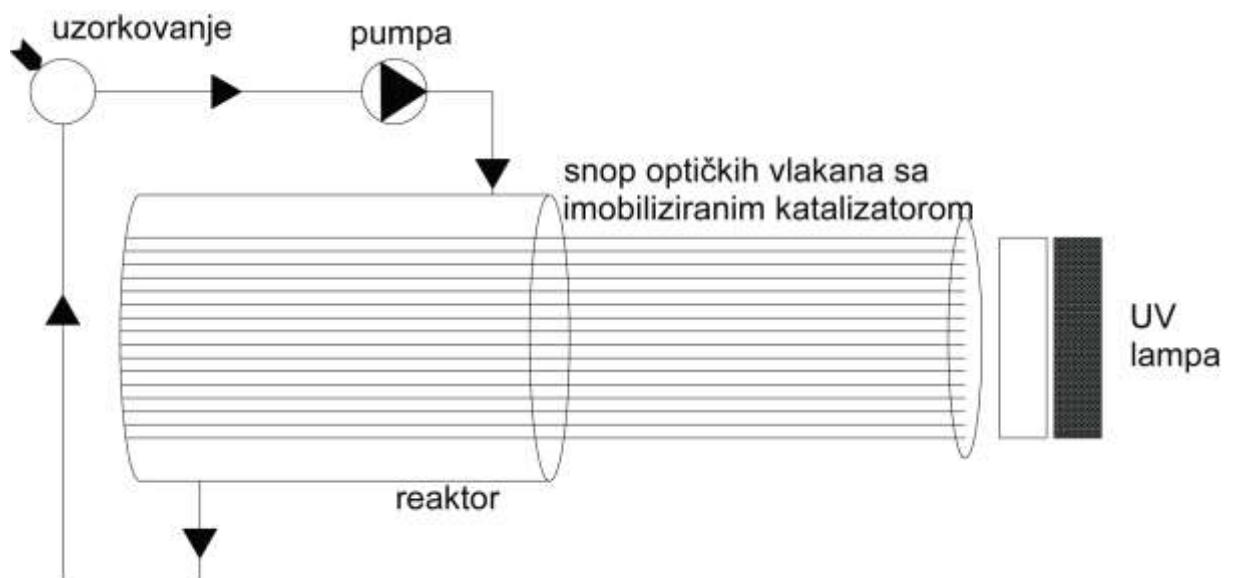 uzorkovanje
pumpa
snop optičkih vlakana sa
imobiliziranim katalizatorom
UV
lampa
reaktor